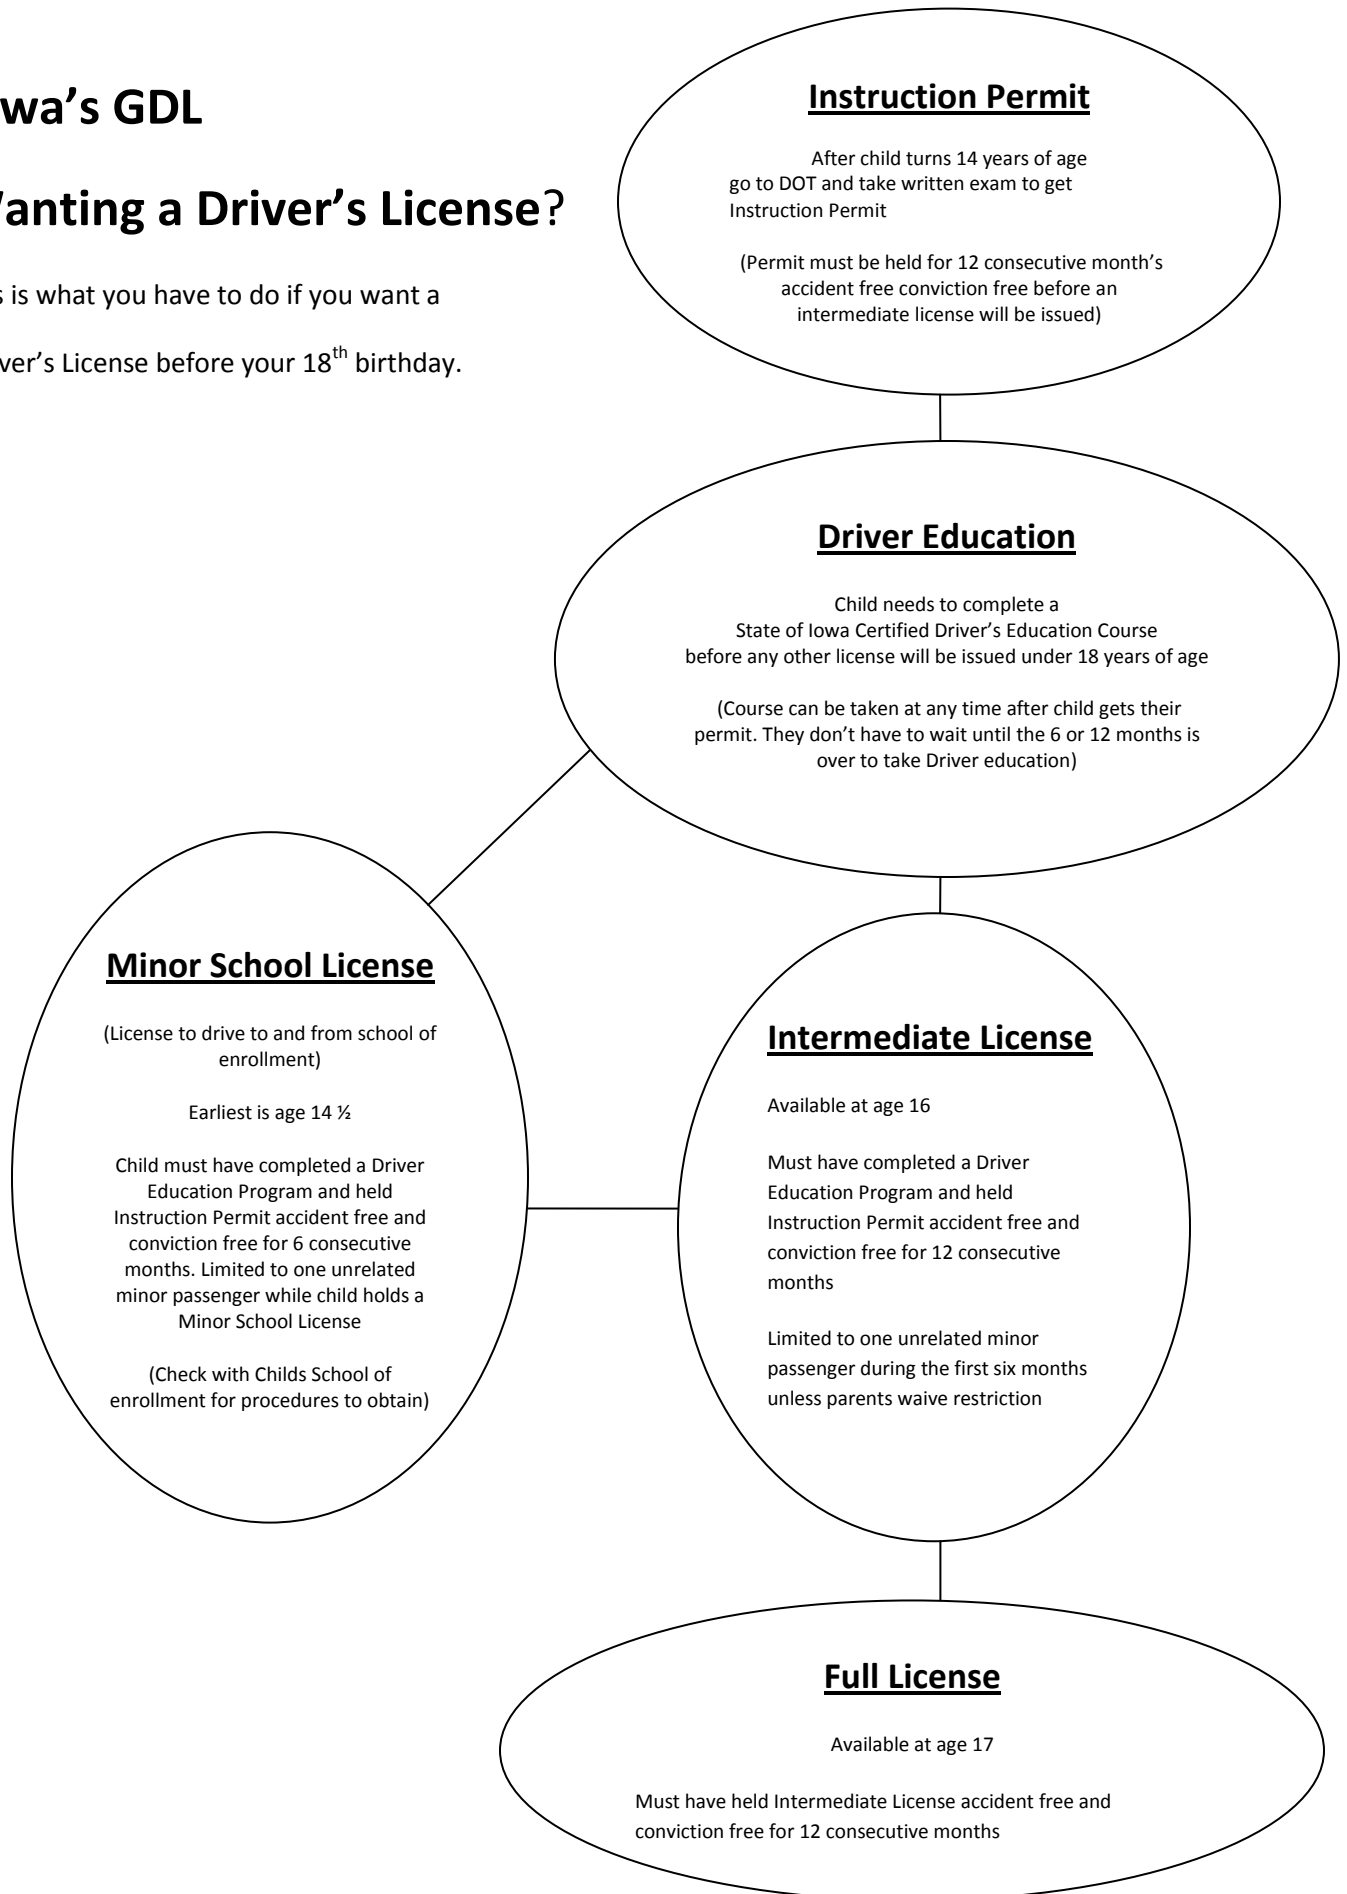 wa's GDL
anting a Driver's License?
s is what you have to do if you want a
ver's License before your 18th birthday.
Instruction Permit
After child turns 14 years of age
go to DOT and take written exam to get
Instruction Permit
(Permit must be held for 12 consecutive month's
accident free conviction free before an
intermediate license will be issued)
Driver Education
Child needs to complete a
State of Iowa Certified Driver's Education Course
before any other license will be issued under 18 years of age
(Course can be taken at any time after child gets their
permit. They don't have to wait until the 6 or 12 months is
over to take Driver education)
Minor School License
(License to drive to and from school of
enrollment)
Earliest is age 14 ½
Child must have completed a Driver
Education Program and held
Instruction Permit accident free and
conviction free for 6 consecutive
months. Limited to one unrelated
minor passenger while child holds a
Minor School License
(Check with Childs School of
enrollment for procedures to obtain)
Intermediate License
Available at age 16
Must have completed a Driver
Education Program and held
Instruction Permit accident free and
conviction free for 12 consecutive
months
Limited to one unrelated minor
passenger during the first six months
unless parents waive restriction
Full License
Available at age 17
Must have held Intermediate License accident free and
conviction free for 12 consecutive months